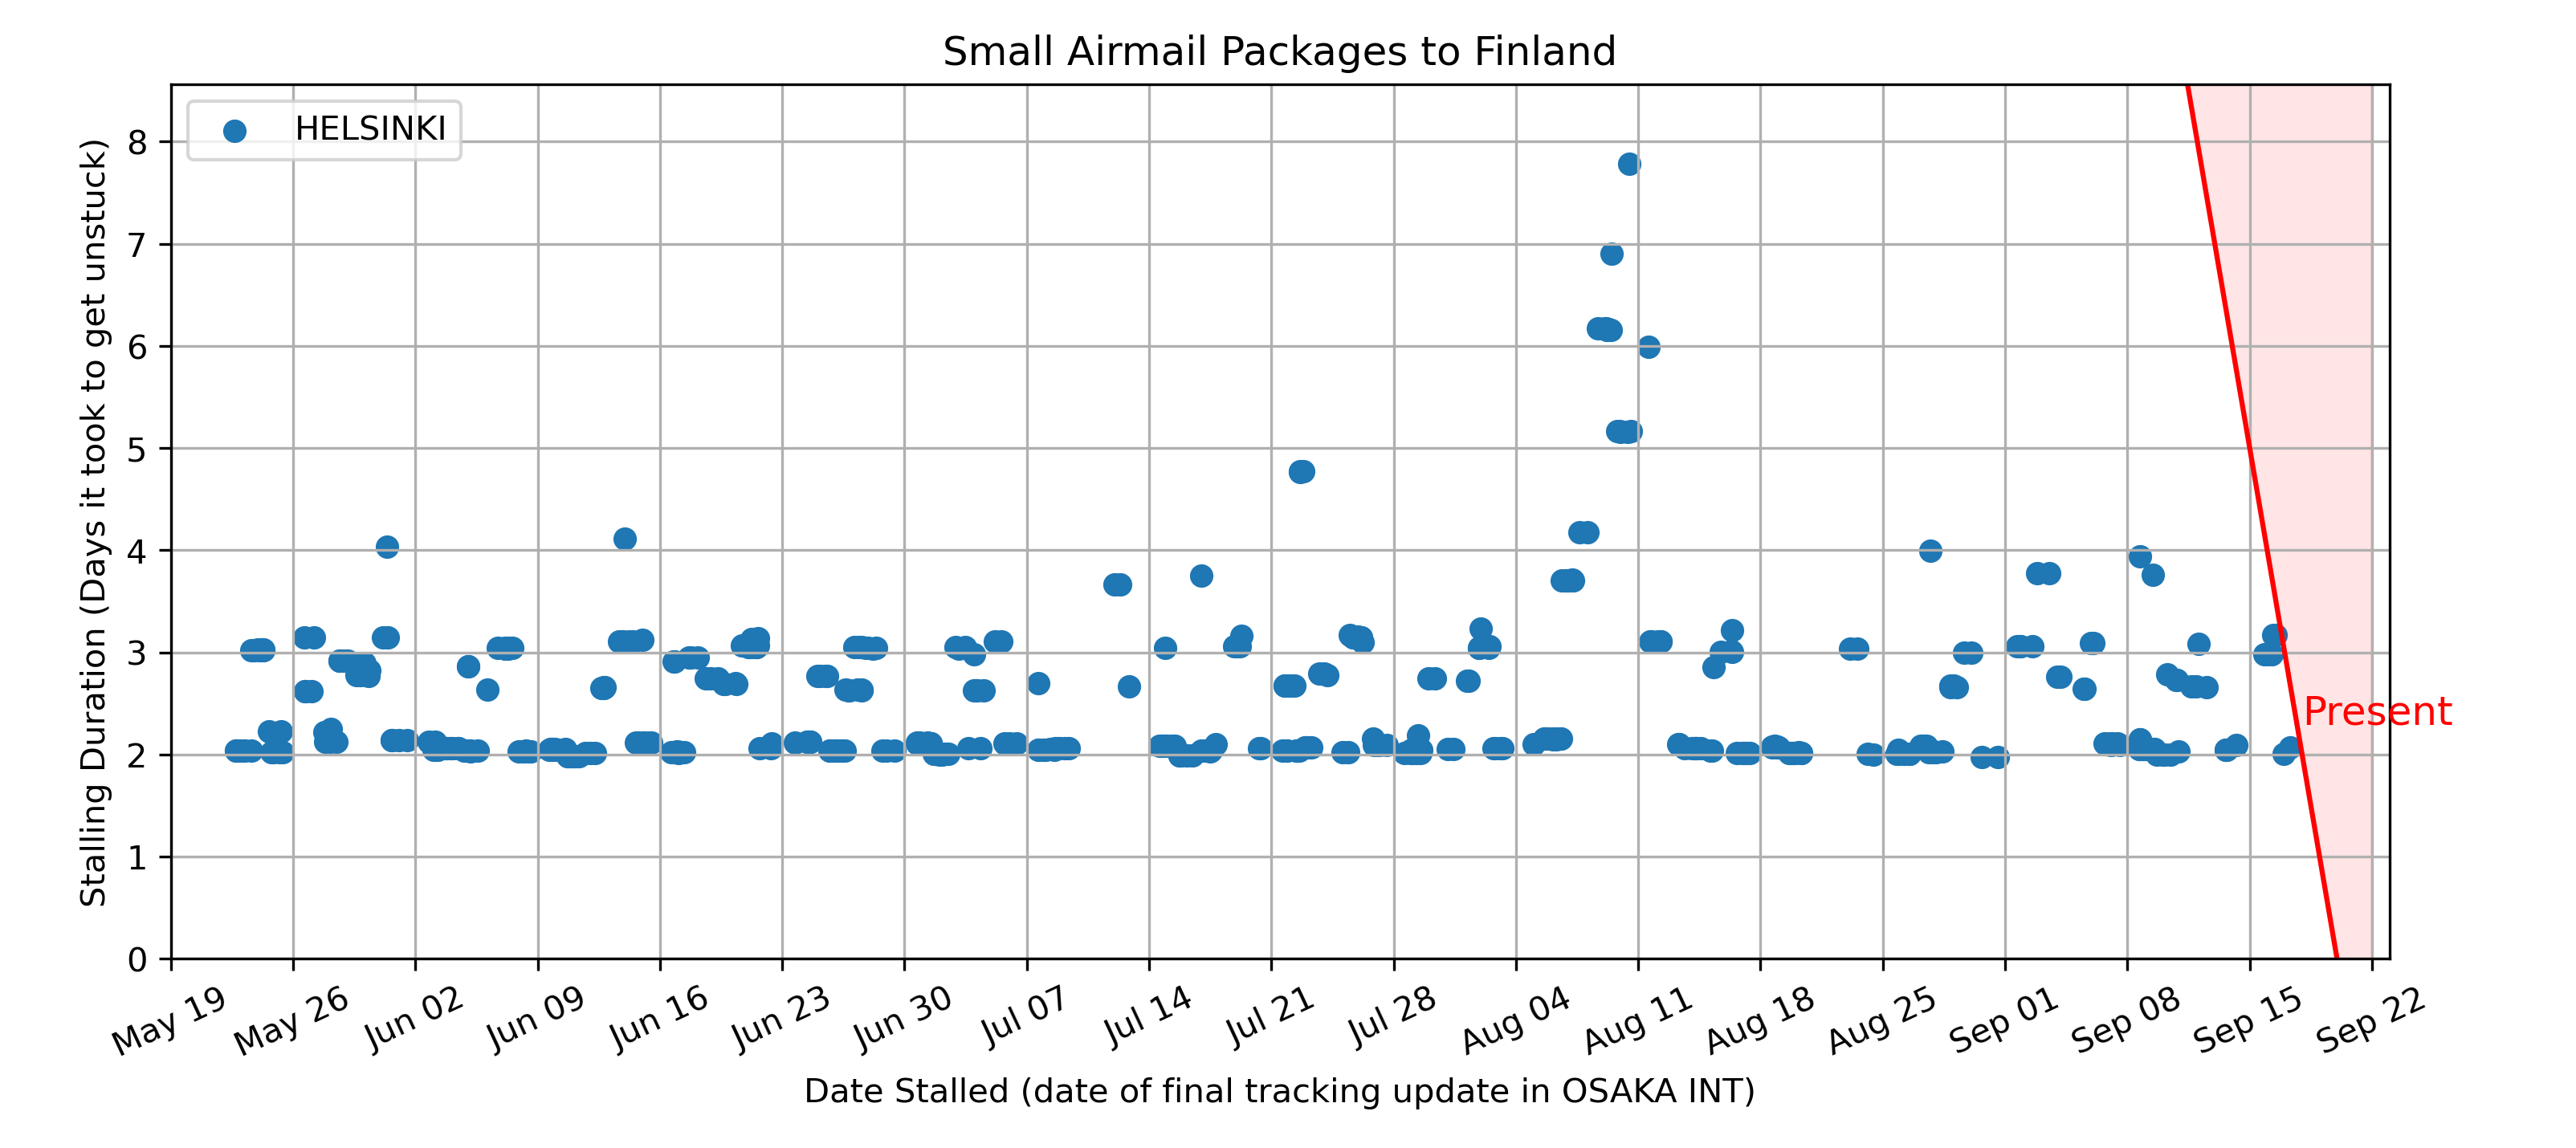 Small Airmail Packages to Finland
HELSINKI
Stalling Duration (Days it took to get unstuck)
8
7
6
5
4
3
2
1
0
Present
May 19
May 26
Jun 02
Jun 09
Jun 16
Jun 23
Jun 30
Jul 07
Jul 14
Jul 21
Jul 28
Aug 04
Aug 11
Aug 18
Aug 25
Sep 01
Sep 08
Sep 15
Sep 22
Date Stalled (date of final tracking update in OSAKA INT)